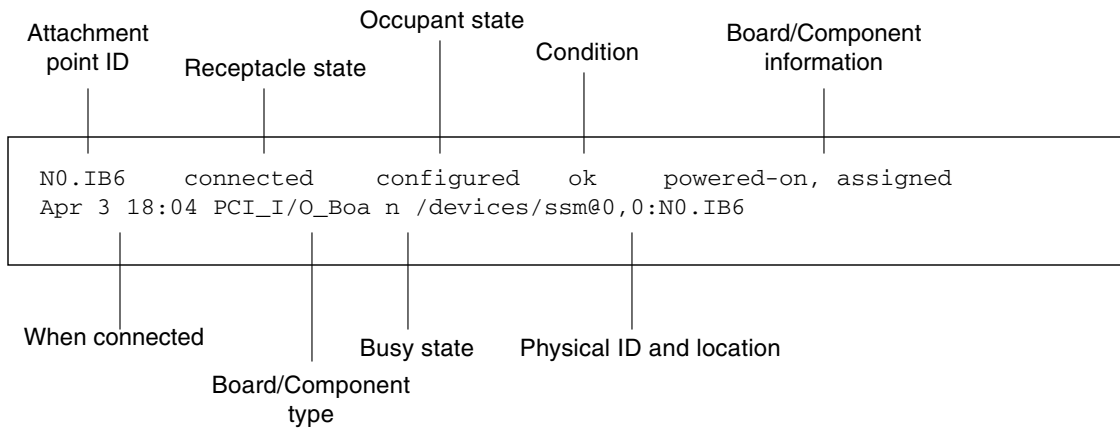 Attachment
point ID
Receptacle state
Occupant state
Condition
Board/Component
information
N0.IB6 connected configured ok powered-on, assigned
Apr 3 18:04 PCI_I/O_Boa n /devices/ssm@0,0:N0.IB6
When connected
Board/Component
type
Busy state
Physical ID and location